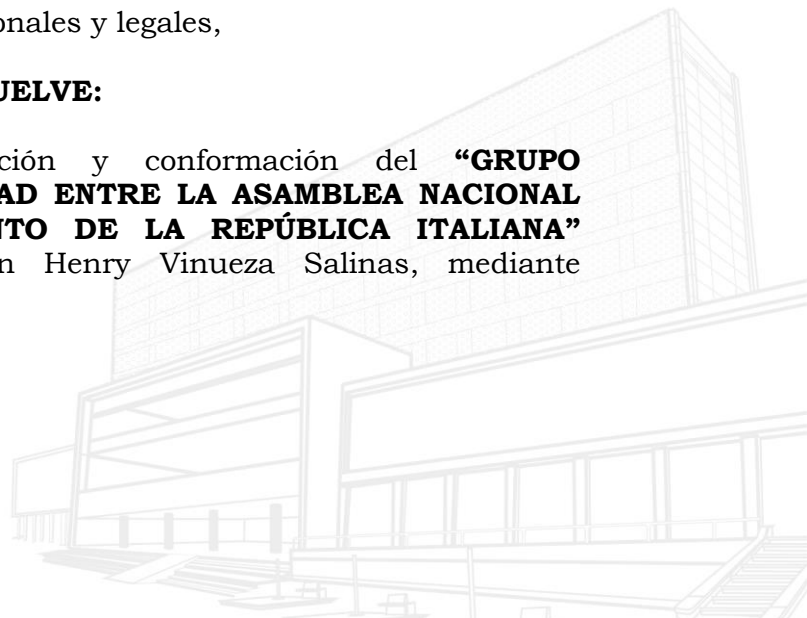 onales y legales,
UELVE:
ción y conformación del “GRUPO
AD ENTRE LA ASAMBLEA NACIONAL
NTO DE LA REPÚBLICA ITALIANA”
n Henry Vinueza Salinas, mediante